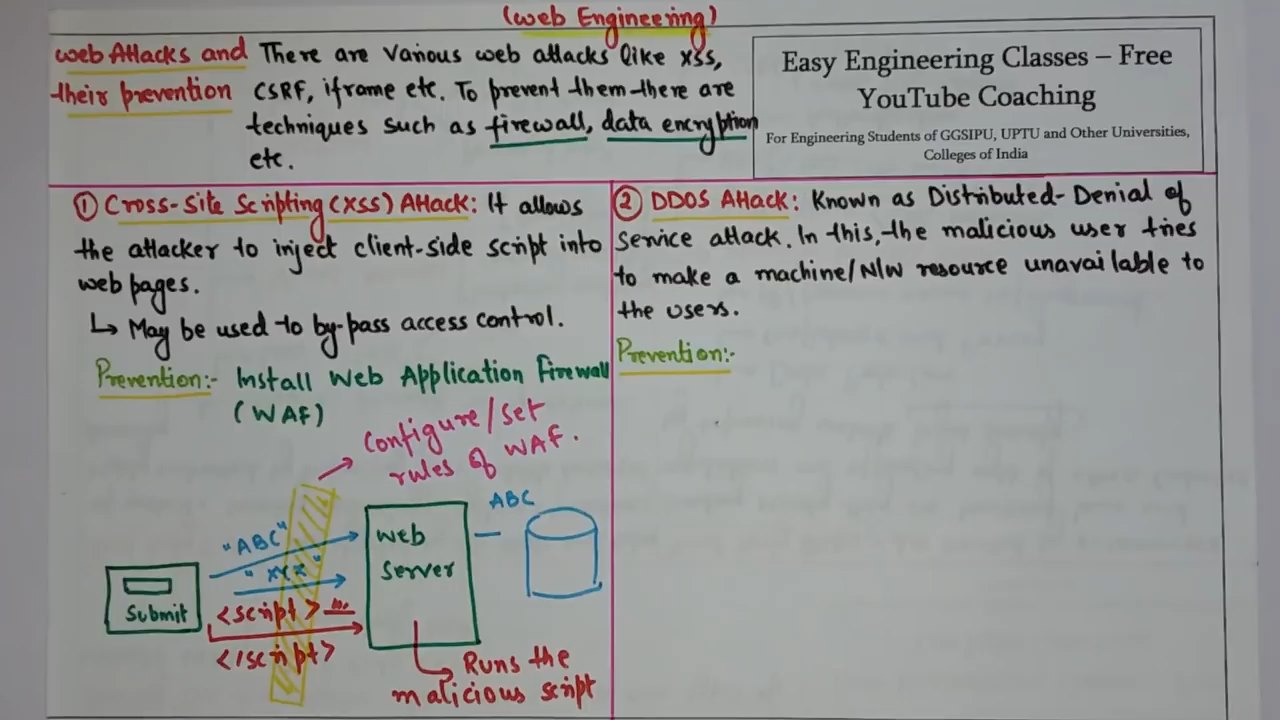 (Web Engineering)
Web Attacks and
their prevention
There are various web attacks like XSS,
CSRF, iframe etc. To prevent them there are
techniques such as firewall, data encryption
etc.
Easy Engineering Classes – Free
YouTube Coaching
For Engineering Students of GGSIPU, UPTU and Other Universities,
Colleges of India
① Cross-Site Scripting (XSS) Attack: It allows
the attacker to inject client-side script into
web pages.
↳ May be used to by-pass access control.
Prevention:- Install Web Application Firewall
(WAF)
Configure/Set
rules of WAF.
"ABC"
<script>
</script>
Submit
Web
Server
ABC
Runs the
malicious script
② DDOS Attack: Known as Distributed-Denial of
Service attack. In this, the malicious user tries
to make a machine/N/W resource unavailable to
the users.
Prevention:-